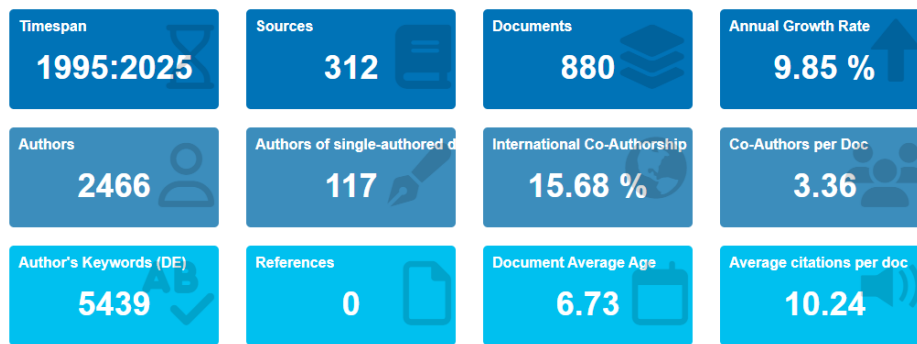 Timespan
1995:2025
Sources
312
Documents
880
Annual Growth Rate
9.85 %
Authors
2466
Authors of single-authored d
117
International Co-Authorship
15.68 %
Co-Authors per Doc
3.36
Author's Keywords (DE)
5439
AB
References
0
Document Average Age
6.73
Average citations per doc
10.24